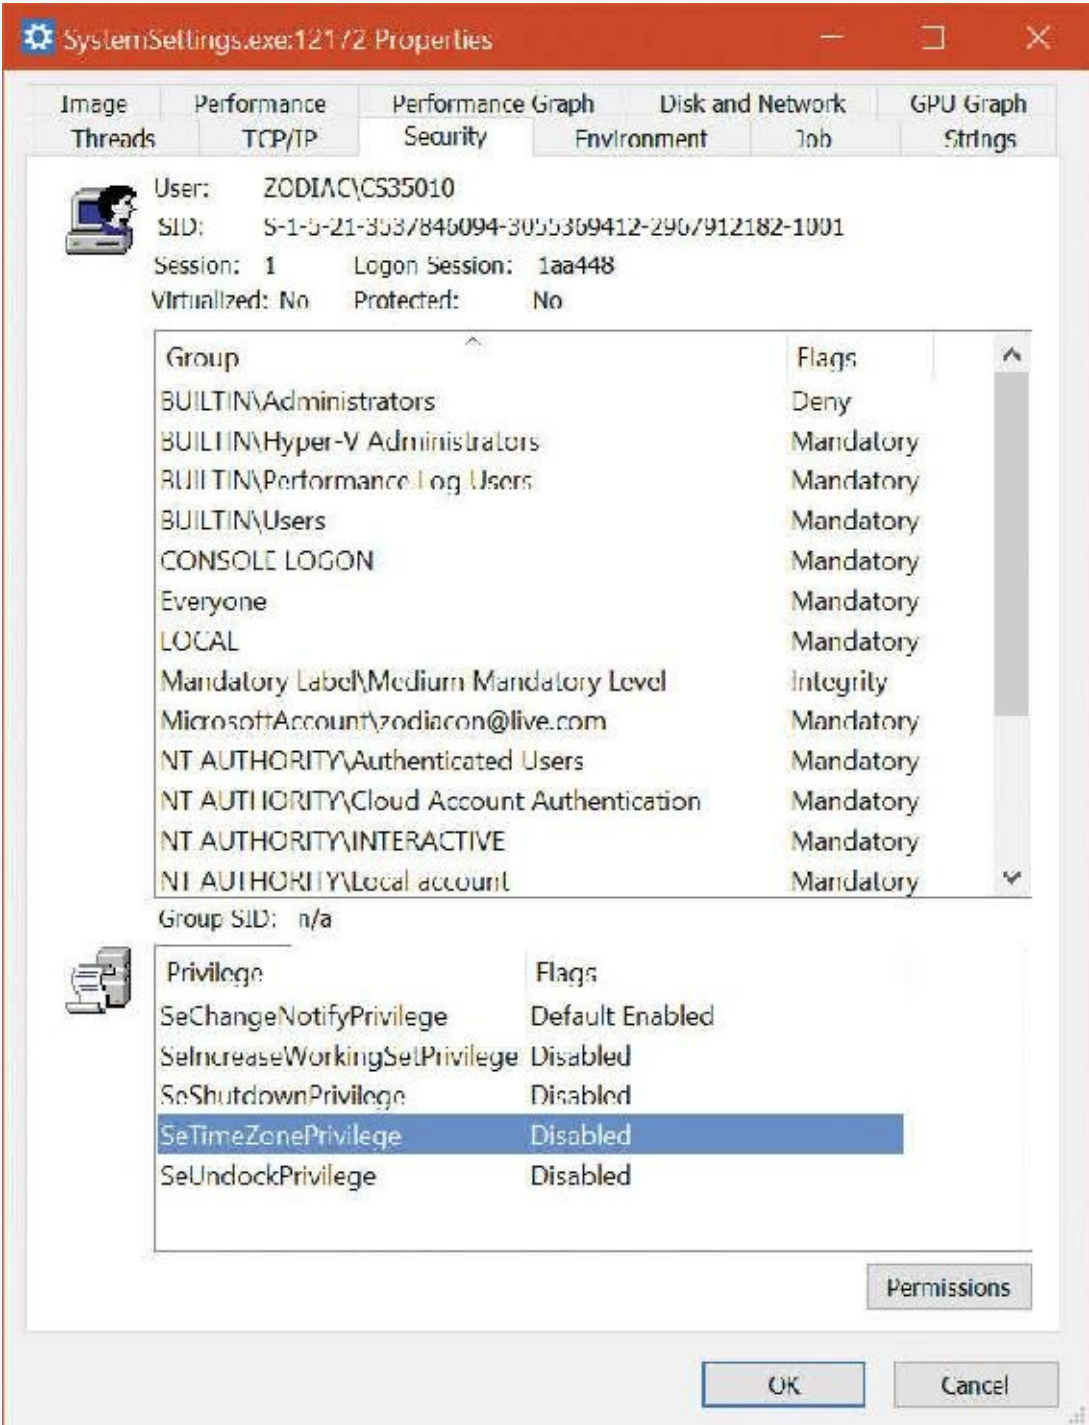 SystemSettings.exe:12172 Properties
Image Performance Performance Graph Disk and Network GPU Graph
Threads TCP/IP Security Environment Job Strings
User: ZODIAC\CS35010
SID: S-1-5-21-3537846094-3055369412-2967912182-1001
Session: 1 Logon Session: 1aa448
Virtualized: No Protected: No
Group Flags
BUILTIN\Administrators Deny
BUILTIN\Hyper-V Administrators Mandatory
BUILTIN\Performance Log Users Mandatory
BUILTIN\Users Mandatory
CONSOLE LOGON Mandatory
Everyone Mandatory
LOCAL Mandatory
Mandatory Label\Medium Mandatory Level Integrity
MicrosoftAccount\zodiacon@live.com Mandatory
NT AUTHORITY\Authenticated Users Mandatory
NT AUTHORITY\Cloud Account Authentication Mandatory
NT AUTHORITY\INTERACTIVE Mandatory
NT AUTHORITY\Local account Mandatory
Group SID: n/a
Privilege Flags
SeChangeNotifyPrivilege Default Enabled
SeIncreaseWorkingSetPrivilege Disabled
SeShutdownPrivilege Disabled
SeTimeZonePrivilege Disabled
SeUndockPrivilege Disabled
Permissions
OK Cancel